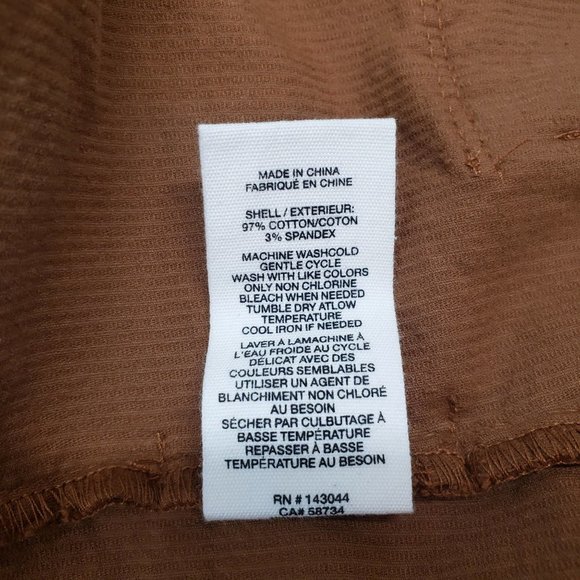 MADE IN CHINA
FABRIQUÉ EN CHINE
SHELL / EXTERIEUR:
97% COTTON/COTON
3% SPANDEX
MACHINE WASHCOLD
GENTLE CYCLE
WASH WITH LIKE COLORS
ONLY NON CHLORINE
BLEACH WHEN NEEDED
TUMBLE DRY ATLOW
TEMPERATURE
COOL IRON IF NEEDED
LAVER À LAMACHINE À
L'EAU FROIDE AU CYCLE
DÉLICAT AVEC DES
COULEURS SEMBLABLES
UTILISER UN AGENT DE
BLANCHIMENT NON CHLORÉ
AU BESOIN
SÉCHER PAR CULBUTAGE À
BASSE TEMPÉRATURE
REPASSER À BASSE
TEMPÉRATURE AU BESOIN
RN # 143044
CA# 58734